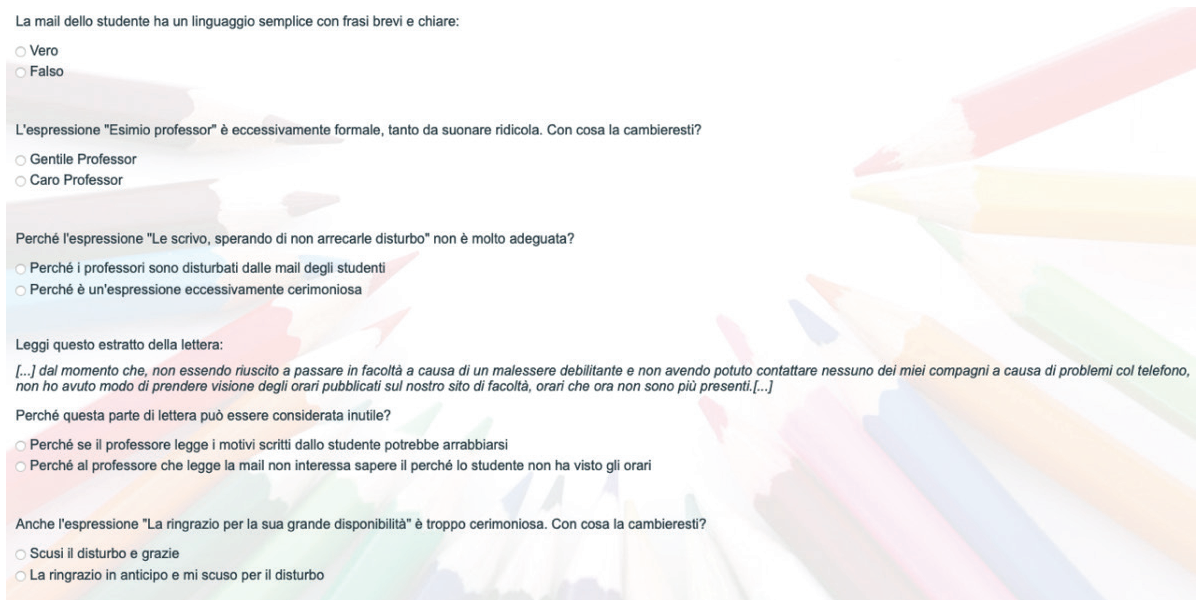 La mail dello studente ha un linguaggio semplice con frasi brevi e chiare:
Vero
Falso
L'espressione "Esimio professor" è eccessivamente formale, tanto da suonare ridicola. Con cosa la cambieresti?
Gentile Professor
Caro Professor
Perché l'espressione "Le scrivo, sperando di non arrecarle disturbo" non è molto adeguata?
Perché i professori sono disturbati dalle mail degli studenti
Perché è un'espressione eccessivamente cerimoniosa
Leggi questo estratto della lettera:
[...] dal momento che, non essendo riuscito a passare in facoltà a causa di un malessere debilitante e non avendo potuto contattare nessuno dei miei compagni a causa di problemi col telefono,
non ho avuto modo di prendere visione degli orari pubblicati sul nostro sito di facoltà, orari che ora non sono più presenti.[...]
Perché questa parte di lettera può essere considerata inutile?
Perché se il professore legge i motivi scritti dallo studente potrebbe arrabbiarsi
Perché al professore che legge la mail non interessa sapere il perché lo studente non ha visto gli orari
Anche l'espressione "La ringrazio per la sua grande disponibilità" è troppo cerimoniosa. Con cosa la cambieresti?
Scusi il disturbo e grazie
La ringrazio in anticipo e mi scuso per il disturbo